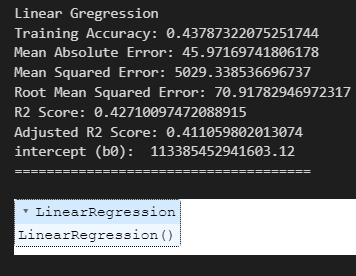 Linear Gregression
Training Accuracy: 0.43787322075251744
Mean Absolute Error: 45.97169741806178
Mean Squared Error: 5029.338536696737
Root Mean Squared Error: 70.91782946972317
R2 Score: 0.42710097472088915
Adjusted R2 Score: 0.411059802013074
intercept (b0):  113385452941603.12
=====================================
▾ LinearRegression
LinearRegression()